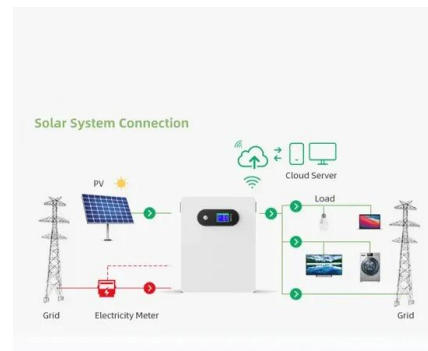 Solar System Connection
Cloud Server
PV
Load
Grid
Electricity Meter
Grid